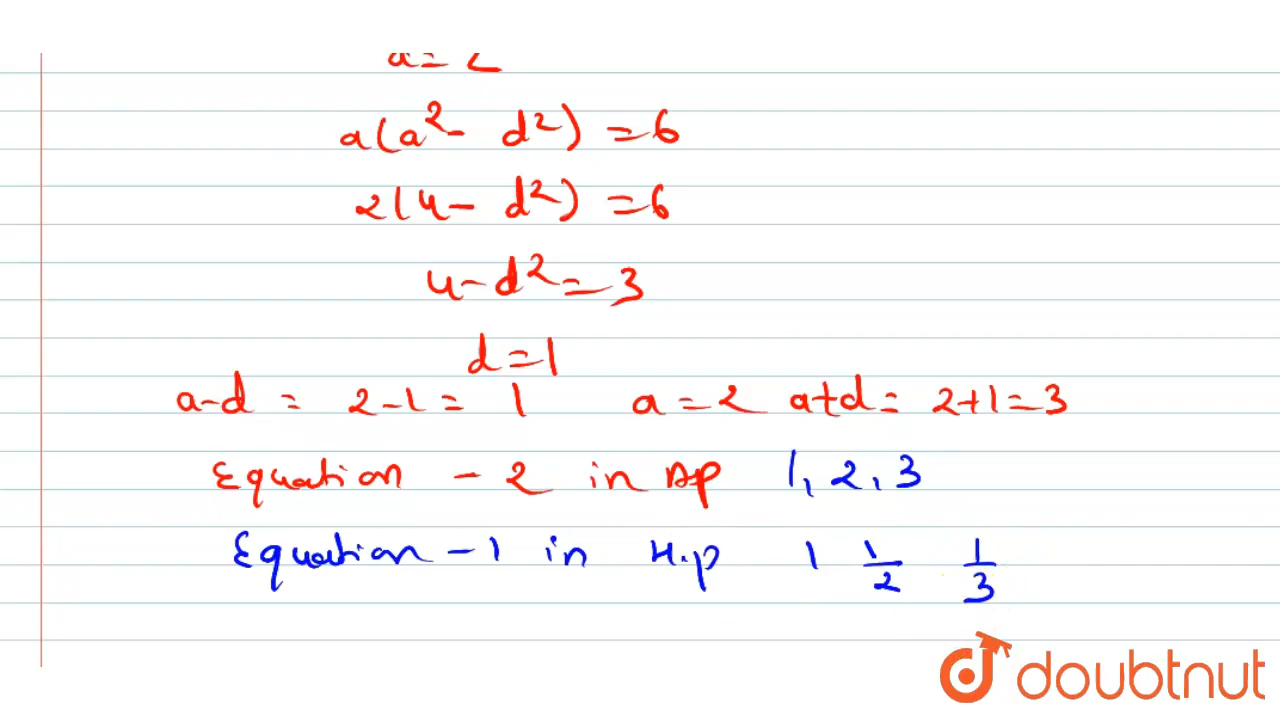 a = 2
a(a² - d²) = 6
2(4 - d²) = 6
4 - d² = 3
d = 1
a-d = 2-1 = 1 a = 2 a+d = 2+1 = 3
Equation - 2 in Ap 1, 2, 3
Equation - 1 in H.p 1 1/2 1/3
doubtnut